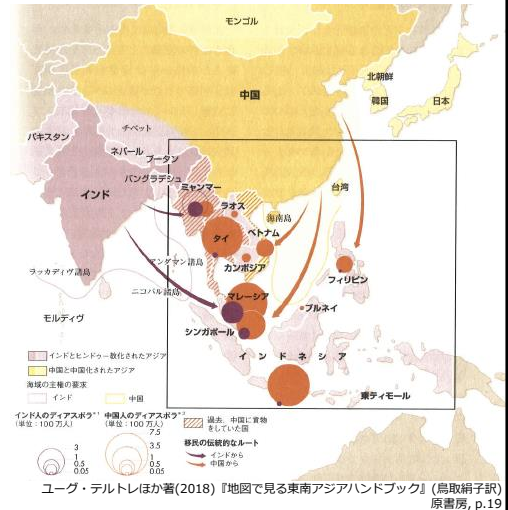 モンゴル
北朝鮮
中国
韓国
日本
チベット
パキスタン
ネパール
ブータン
バングラデシュ
ミャンマー
台湾
インド
ラオス
海南島
ベトナム
タイ
アンダマン諸島
カンボジア
ラッカディヴ諸島
フィリピン
ニコバル諸島
マレーシア
ブルネイ
モルディヴ
シンガポール
インドネシア
インドとヒンドゥー教化されたアジア
中国と中国化されたアジア
海域の主権の要求
インド 中国
東ティモール
インド人のディアスポラ*1
(単位:100万人)
3
1
0.5
0.05
中国人のディアスポラ*2
(単位:100万人)
7.5
3.5
1
0.5
0.05
過去、中国に貢物
をしていた国
移民の伝統的なルート
インドから
中国から
ユーグ・テルトレほか著(2018)『地図で見る東南アジアハンドブック』(鳥取絹子訳)
原書房, p.19